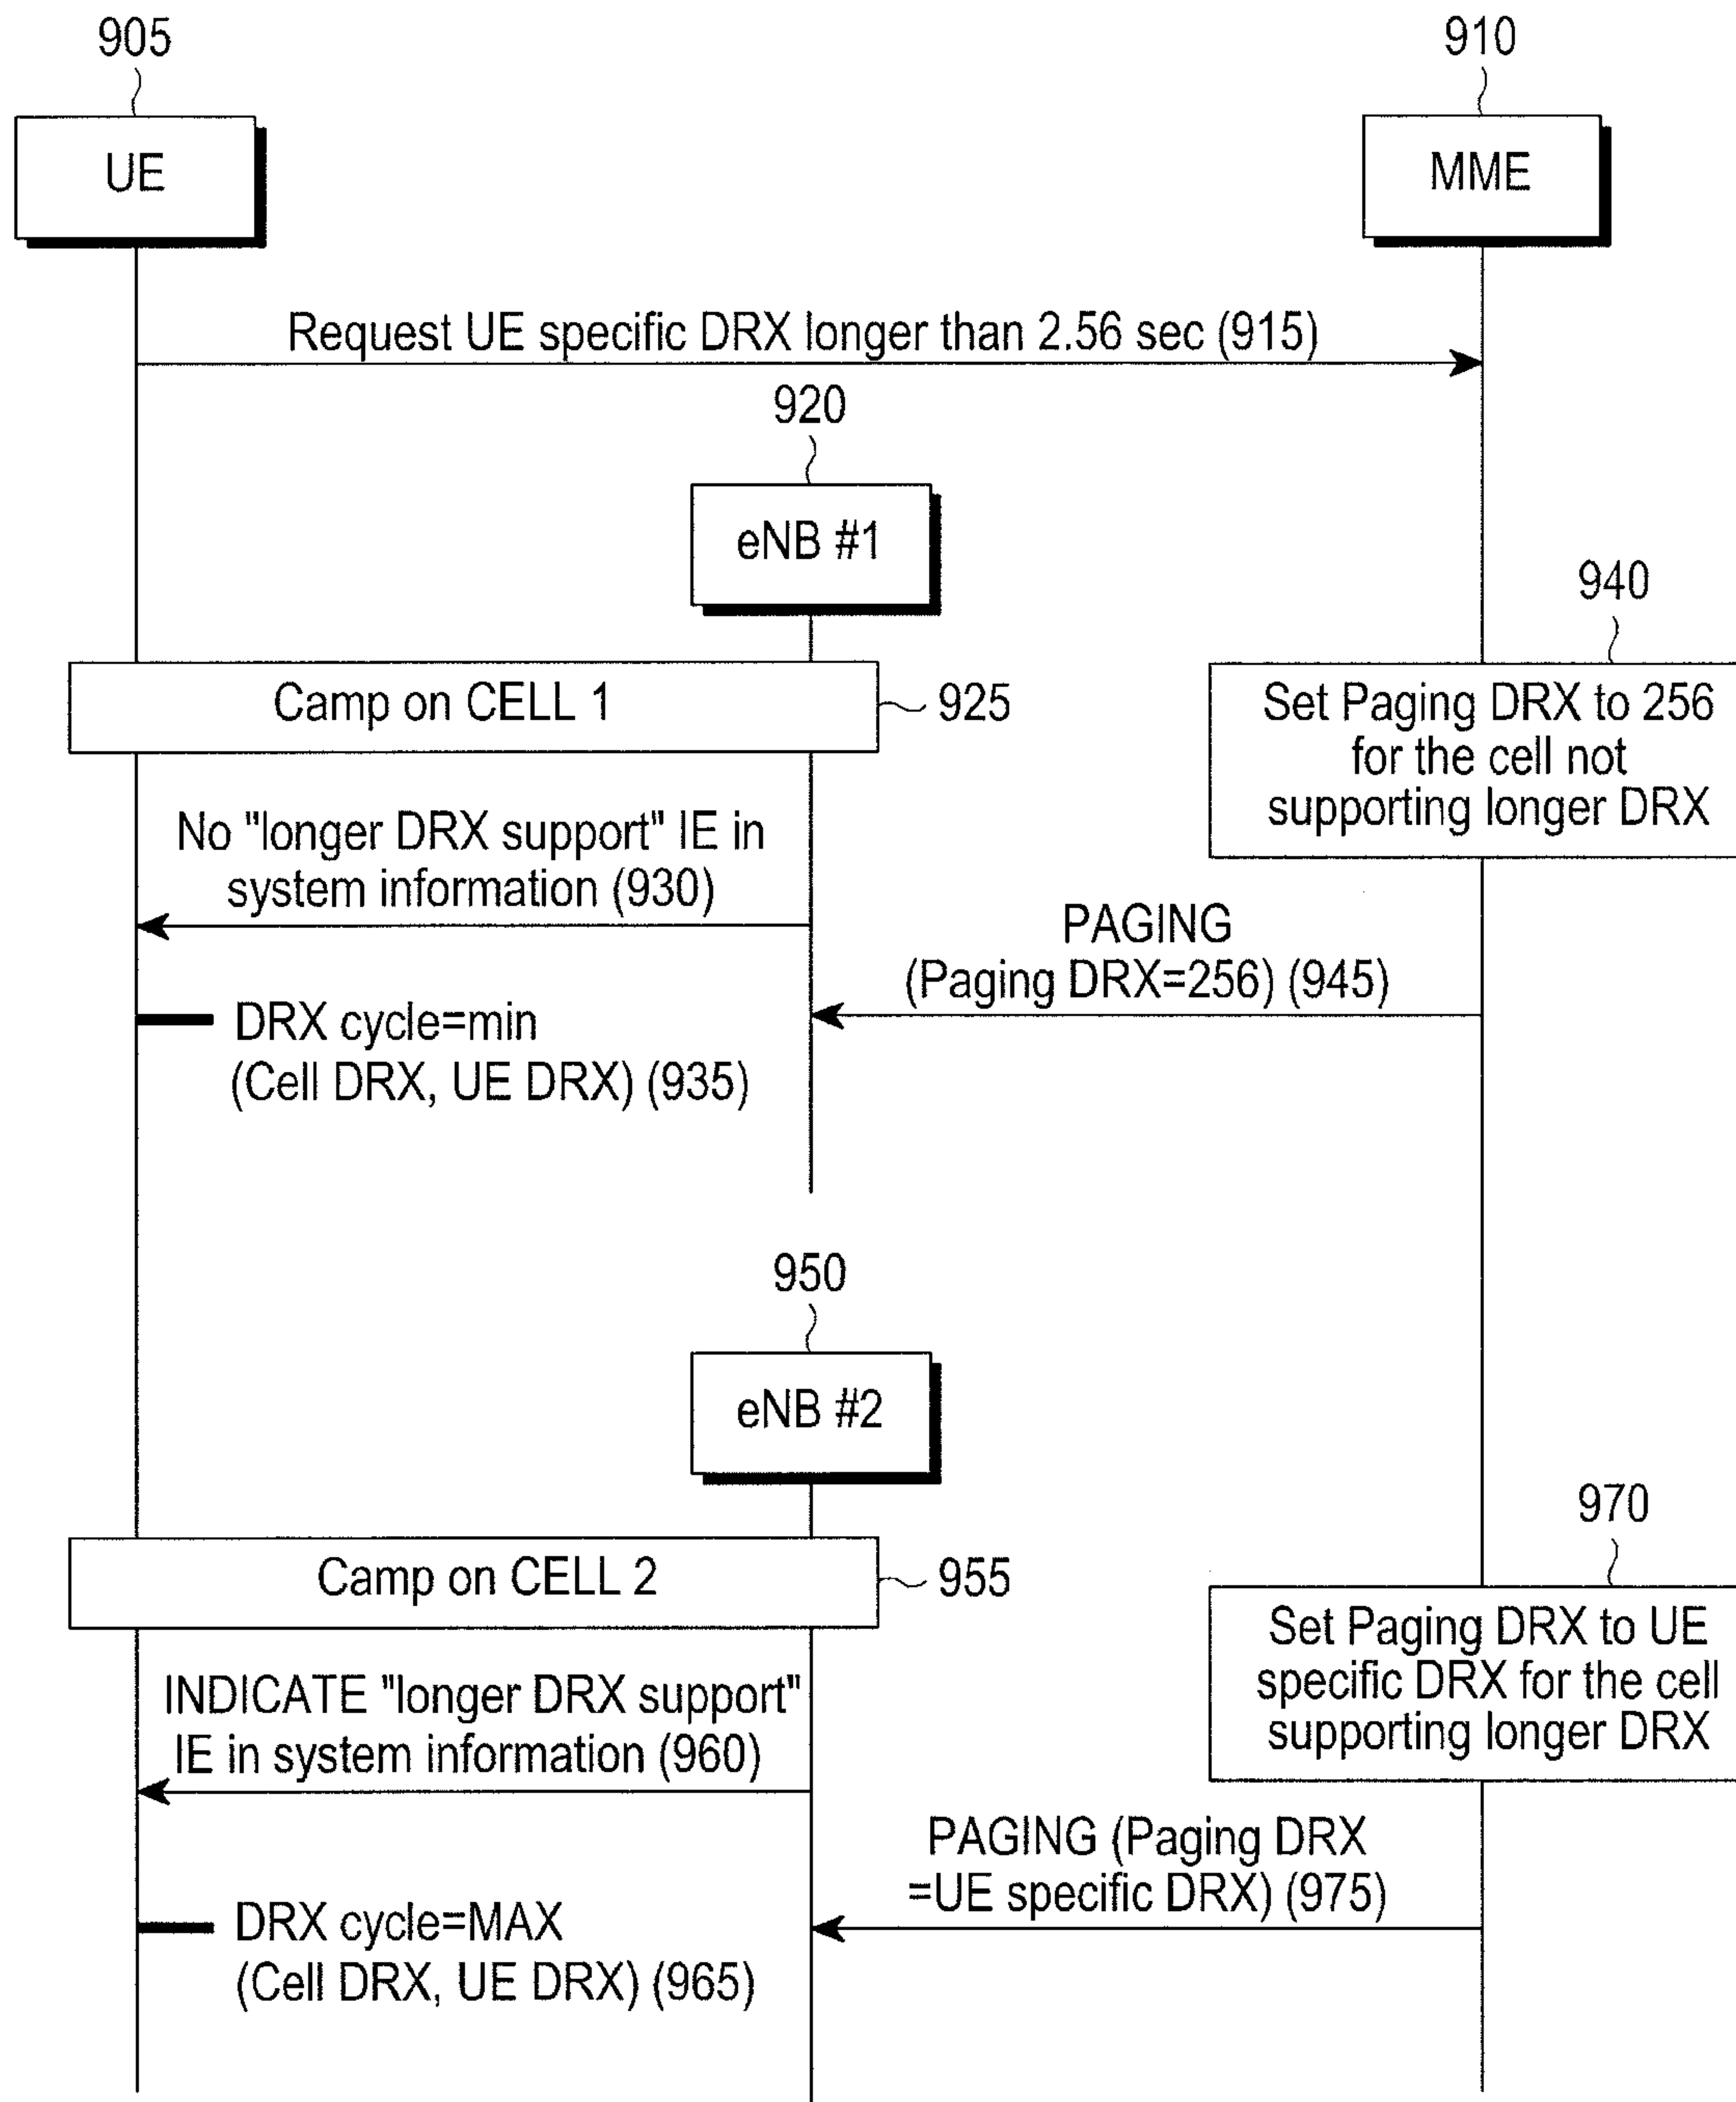 905
910
UE
MME
Request UE specific DRX longer than 2.56 sec (915)
920
eNB #1
940
Camp on CELL 1
925
Set Paging DRX to 256
for the cell not
supporting longer DRX
No "longer DRX support" IE in
system information (930)
PAGING
(Paging DRX=256) (945)
DRX cycle=min
(Cell DRX, UE DRX) (935)
950
eNB #2
970
Camp on CELL 2
955
Set Paging DRX to UE
specific DRX for the cell
supporting longer DRX
INDICATE "longer DRX support"
IE in system information (960)
PAGING (Paging DRX
=UE specific DRX) (975)
DRX cycle=MAX
(Cell DRX, UE DRX) (965)